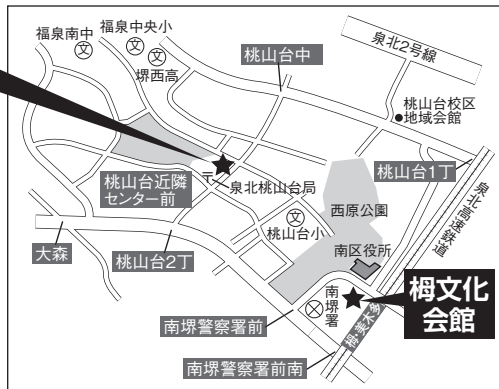 福泉南中
福泉中央小
文
文
堺西高
文
桃山台中
泉北2号線
桃山台校区
地域会館
桃山台1丁
桃山台近隣
センター前
〒
泉北桃山台局
文
桃山台小
西原公園
泉北高速鉄道
大森
桃山台2丁
南区役所
南堺署
栂文化
会館
南堺警察署前
南堺警察署前南
栂・美木多